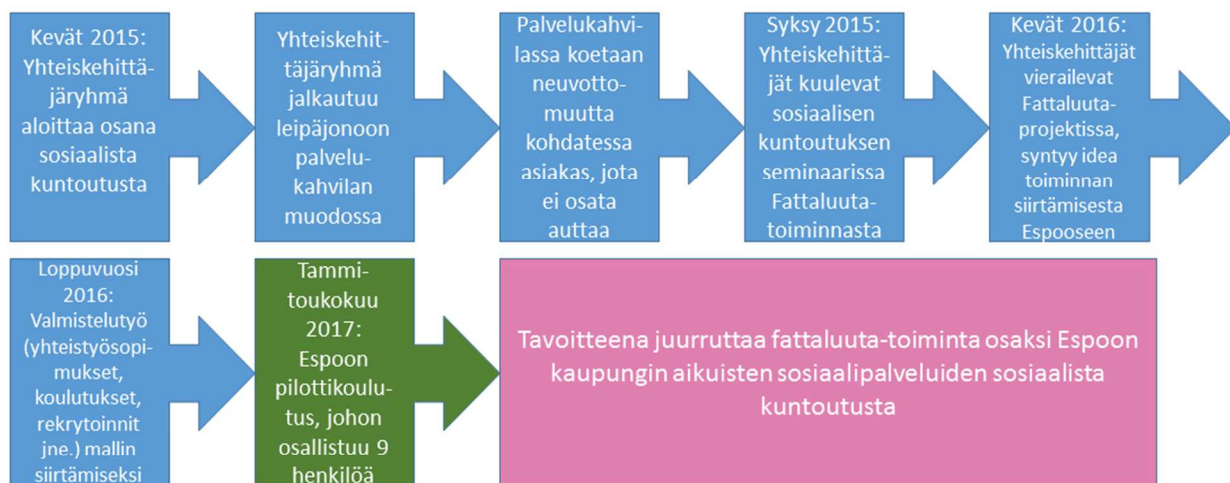 Kevät 2015:
Yhteiskehittä-
järyhmä
aloittaa osana
sosiaalista
kuntoutusta
Yhteiskehit-
täjäryhmä
jalkautuu
leipäjonoon
palvelu-
kahvilan
muodossa
Palvelukahvi-
lassa koetaan
neuvotto-
muutta
kohdatessa
asiakas, jota
ei osata
auttaa
Syksy 2015:
Yhteiskehittä-
jät kuulevat
sosiaalisen
kuntoutuksen
seminaarissa
Fattaluuta-
toiminnasta
Kevät 2016:
Yhteiskehittäjät
vierailevat
Fattaluuta-
projektissa,
syntyy idea
toiminnan
siirtämisesta
Espooseen
Loppuvuosi
2016:
Valmistelutyö
(yhteistyösopi-
mukset,
koulutukset,
rekrytoinnit
jne.) mallin
siirtämiseksi
Tammi-
toukokuu
2017:
Espoon
pilottikoulu-
tus, johon
osallistuu 9
henkilöä
Tavoitteena juurruttaa fattaluuta-toiminta osaksi Espoon
kaupungin aikuisten sosiaalipalveluiden sosiaalista
kuntoutusta